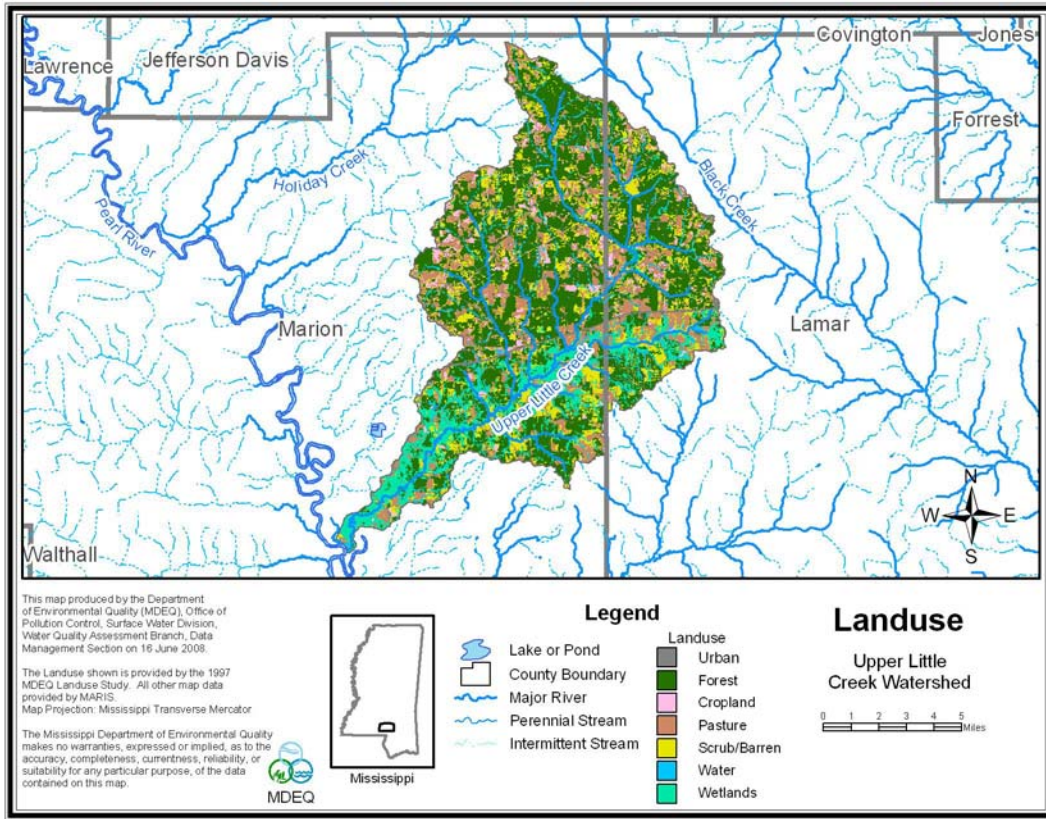 Covington
Jones
Lawrence
Jefferson Davis
Forrest
Holiday Creek
Black Creek
Pearl River
Marion
Lamar
Upper Little Creek
N
W
E
S
Walthall
This map produced by the Department
of Environmental Quality (MDEQ), Office of
Pollution Control, Surface Water Division,
Water Quality Assessment Branch, Data
Management Section on 16 June 2008.
The Landuse shown is provided by the 1997
MDEQ Landuse Study. All other map data
provided by MARIS.
Map Projection: Mississippi Transverse Mercator
The Mississippi Department of Environmental Quality
makes no warranties, expressed or implied, as to the
accuracy, completeness, currentness, reliability, or
suitability for any particular purpose, of the data
contained on this map.
MDEQ
Mississippi
Legend
Lake or Pond
County Boundary
Major River
Perennial Stream
Intermittent Stream
Landuse
Urban
Forest
Cropland
Pasture
Scrub/Barren
Water
Wetlands
Landuse
Upper Little
Creek Watershed
0 1 2 3 4 5
Miles